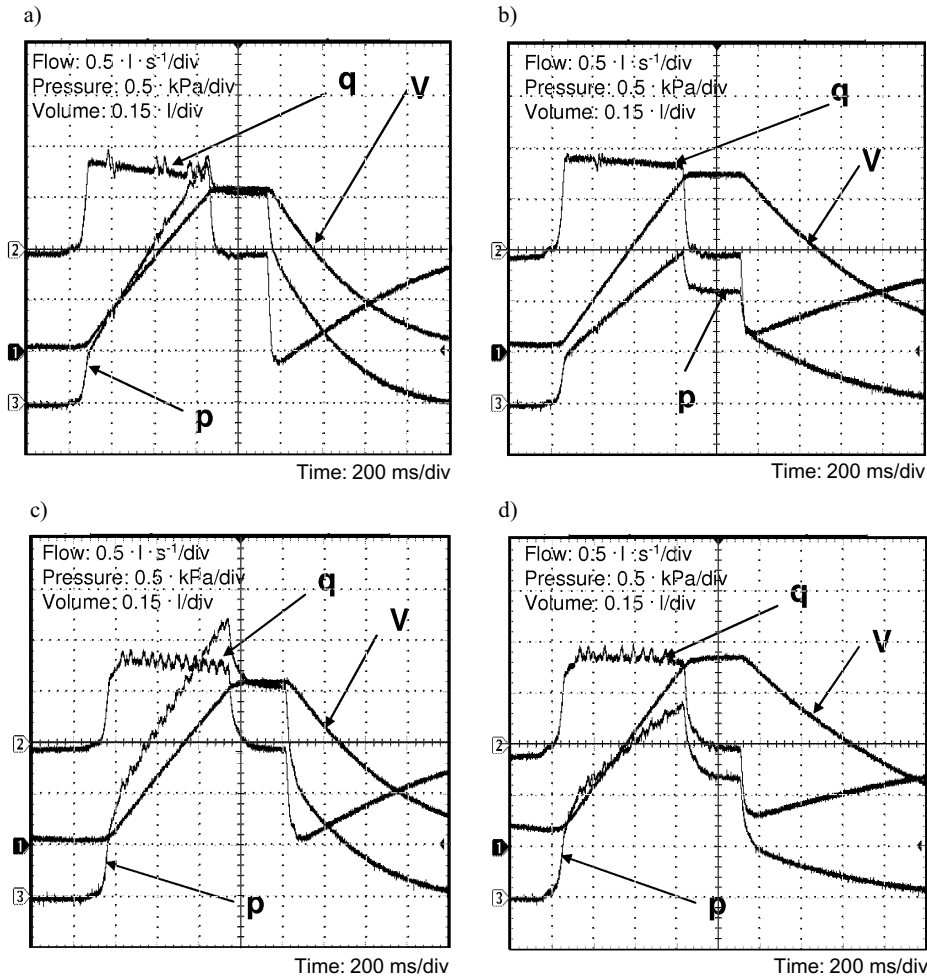 a)
Flow: 0.5 · l · s⁻¹/div
Pressure: 0.5 · kPa/div
Volume: 0.15 · l/div
q
V
2
1
3
p
Time: 200 ms/div
b)
Flow: 0.5 · l · s⁻¹/div
Pressure: 0.5 · kPa/div
Volume: 0.15 · l/div
q
V
2
1
3
p
Time: 200 ms/div
c)
Flow: 0.5 · l · s⁻¹/div
Pressure: 0.5 · kPa/div
Volume: 0.15 · l/div
q
V
2
1
3
p
Time: 200 ms/div
d)
Flow: 0.5 · l · s⁻¹/div
Pressure: 0.5 · kPa/div
Volume: 0.15 · l/div
q
V
2
1
3
p
Time: 200 ms/div